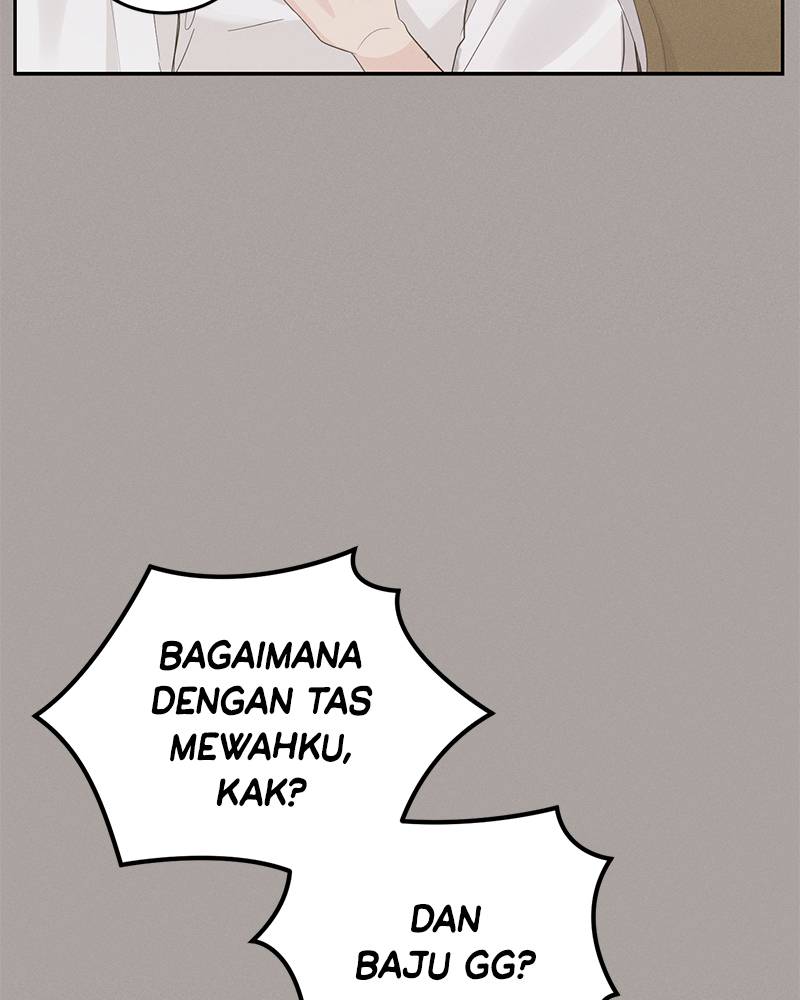 BAGAIMANA
DENGAN TAS
MEWAHKU,
KAK?
DAN
BAJU GG?